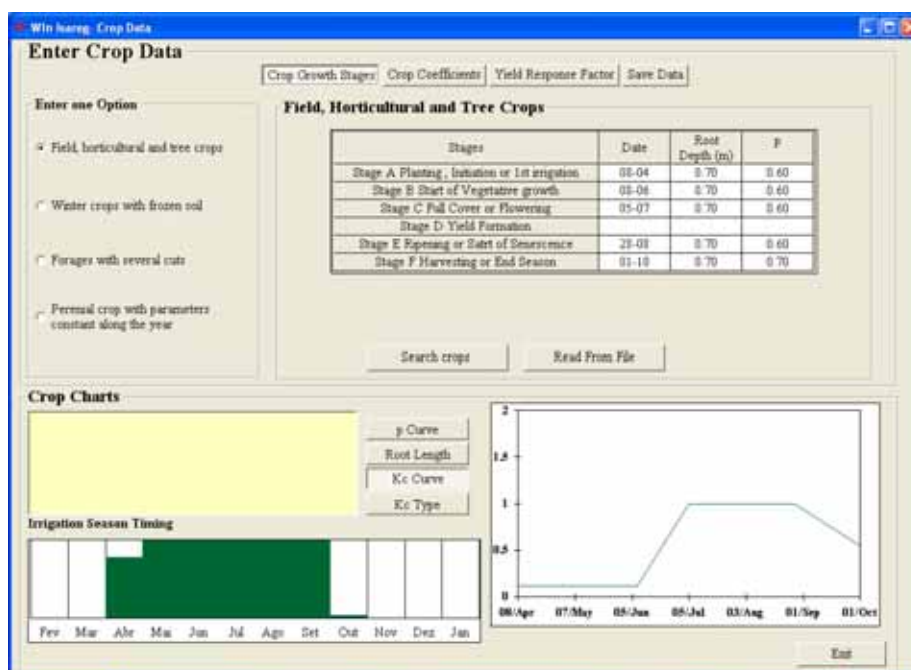 Win Isareg: Crop Data
Enter Crop Data
Crop Growth Stages Crop Coefficients Yield Response Factor Save Data
Enter one Option
Field, horticultural and tree crops
Winter crops with frozen soil
Forages with several cuts
Perenial crop with parameters
constant along the year
Field, Horticultural and Tree Crops
Stages Date Root Depth (m) P
Stage A Planting , Initiation or 1st irrigation 08-04 0.70 0.60
Stage B Start of Vegetative growth 08-06 0.70 0.60
Stage C Full Cover or Flowering 05-07 0.70 0.60
Stage D Yield Formation
Stage E Ripening or Satrt of Senescence 28-08 0.70 0.60
Stage F Harvesting or End Season 01-10 0.70 0.70
Search crops Read From File
Crop Charts
p Curve
Root Length
Kc Curve
Kc Type
Irrigation Season Timing
Fev Mar Abr Mai Jun Jul Ago Set Out Nov Dez Jan
2
1.5
1
0.5
0
08/Apr 07/May 05/Jun 05/Jul 03/Aug 01/Sep 01/Oct
Exit